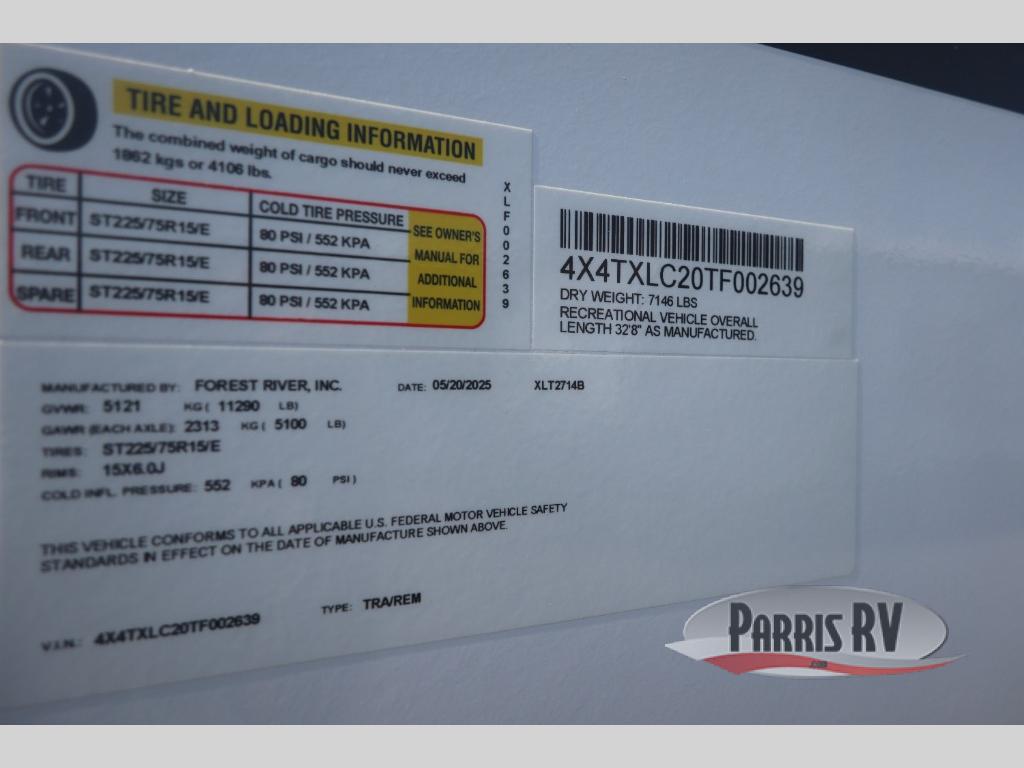 TIRE AND LOADING INFORMATION
The combined weight of cargo should never exceed
1862 kgs or 4106 lbs.
TIRE SIZE COLD TIRE PRESSURE
FRONT ST225/75R15/E 80 PSI / 552 KPA
REAR ST225/75R15/E 80 PSI / 552 KPA
SPARE ST225/75R15/E 80 PSI / 552 KPA
SEE OWNER'S
MANUAL FOR
ADDITIONAL
INFORMATION
XLF002639
4X4TXLC20TF002639
DRY WEIGHT: 7146 LBS
RECREATIONAL VEHICLE OVERALL
LENGTH 32'8" AS MANUFACTURED.
MANUFACTURED BY: FOREST RIVER, INC. DATE: 05/20/2025 XLT2714B
GVWR: 5121 KG ( 11290 LB)
GAWR (EACH AXLE): 2313 KG ( 5100 LB)
TIRES: ST225/75R15/E
RIMS: 15X6.0J
COLD INFL. PRESSURE: 552 KPA ( 80 PSI )
THIS VEHICLE CONFORMS TO ALL APPLICABLE U.S. FEDERAL MOTOR VEHICLE SAFETY
STANDARDS IN EFFECT ON THE DATE OF MANUFACTURE SHOWN ABOVE.
V.I.N.: 4X4TXLC20TF002639 TYPE: TRA/REM
PARRIS RV
.com